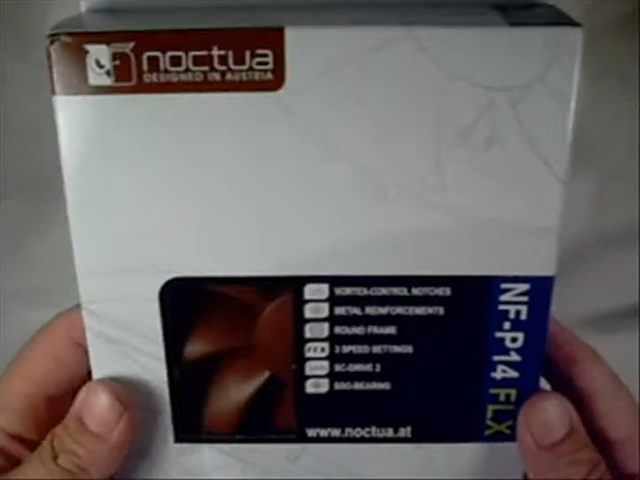 noctua
DESIGNED IN AUSTRIA
VORTEX-CONTROL NOTCHES
METAL REINFORCEMENTS
ROUND FRAME
FLX 3 SPEED SETTINGS
SC-DRIVE 2
SSO-BEARING
www.noctua.at
NF-P14 FLX